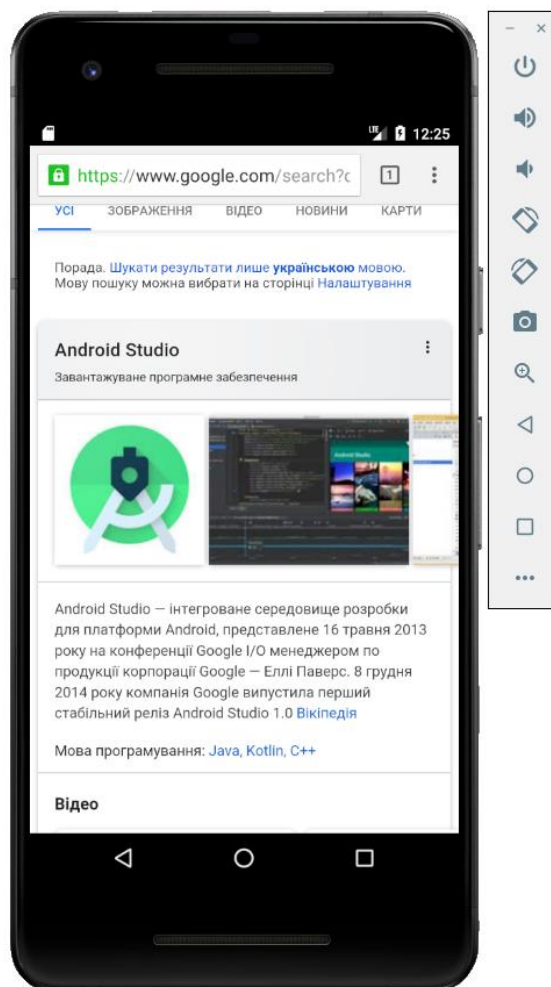 LTE 12:25
https://www.google.com/search?c 1
УСІ ЗОБРАЖЕННЯ ВІДЕО НОВИНИ КАРТИ
Порада. Шукати результати лише українською мовою.
Мову пошуку можна вибрати на сторінці Налаштування
Android Studio
Завантажуване програмне забезпечення
Android Studio
Android Studio — інтегроване середовище розробки
для платформи Android, представлене 16 травня 2013
року на конференції Google I/O менеджером по
продукції корпорації Google — Еллі Паверс. 8 грудня
2014 року компанія Google випустила перший
стабільний реліз Android Studio 1.0 Вікіпедія
Мова програмування: Java, Kotlin, C++
Відео